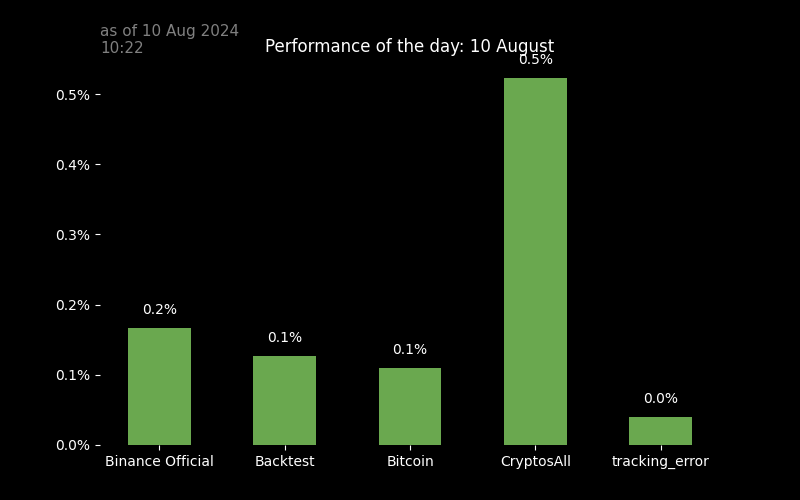 as of 10 Aug 2024
10:22
Performance of the day: 10 August
0.5%
0.5%
0.4%
0.3%
0.2%
0.2%
0.1%
0.1%
0.1%
0.0%
0.0%
Binance Official
Backtest
Bitcoin
CryptosAll
tracking_error